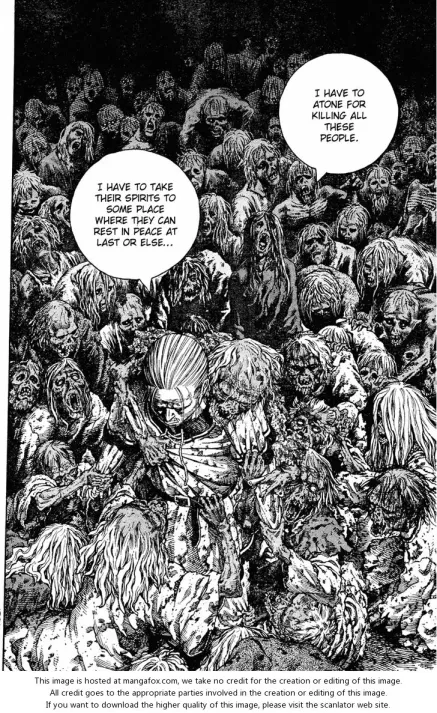 I HAVE TO
ATONE FOR
KILLING ALL
THESE
PEOPLE.
I HAVE TO TAKE
THEIR SPIRITS TO
SOME PLACE
WHERE THEY CAN
REST IN PEACE AT
LAST OR ELSE...
This image is hosted at mangafox.com, we take no credit for the creation or editing of this image.
All credit goes to the appropriate parties involved in the creation or editing of this image.
If you want to download the higher quality of this image, please visit the scanlator web site.